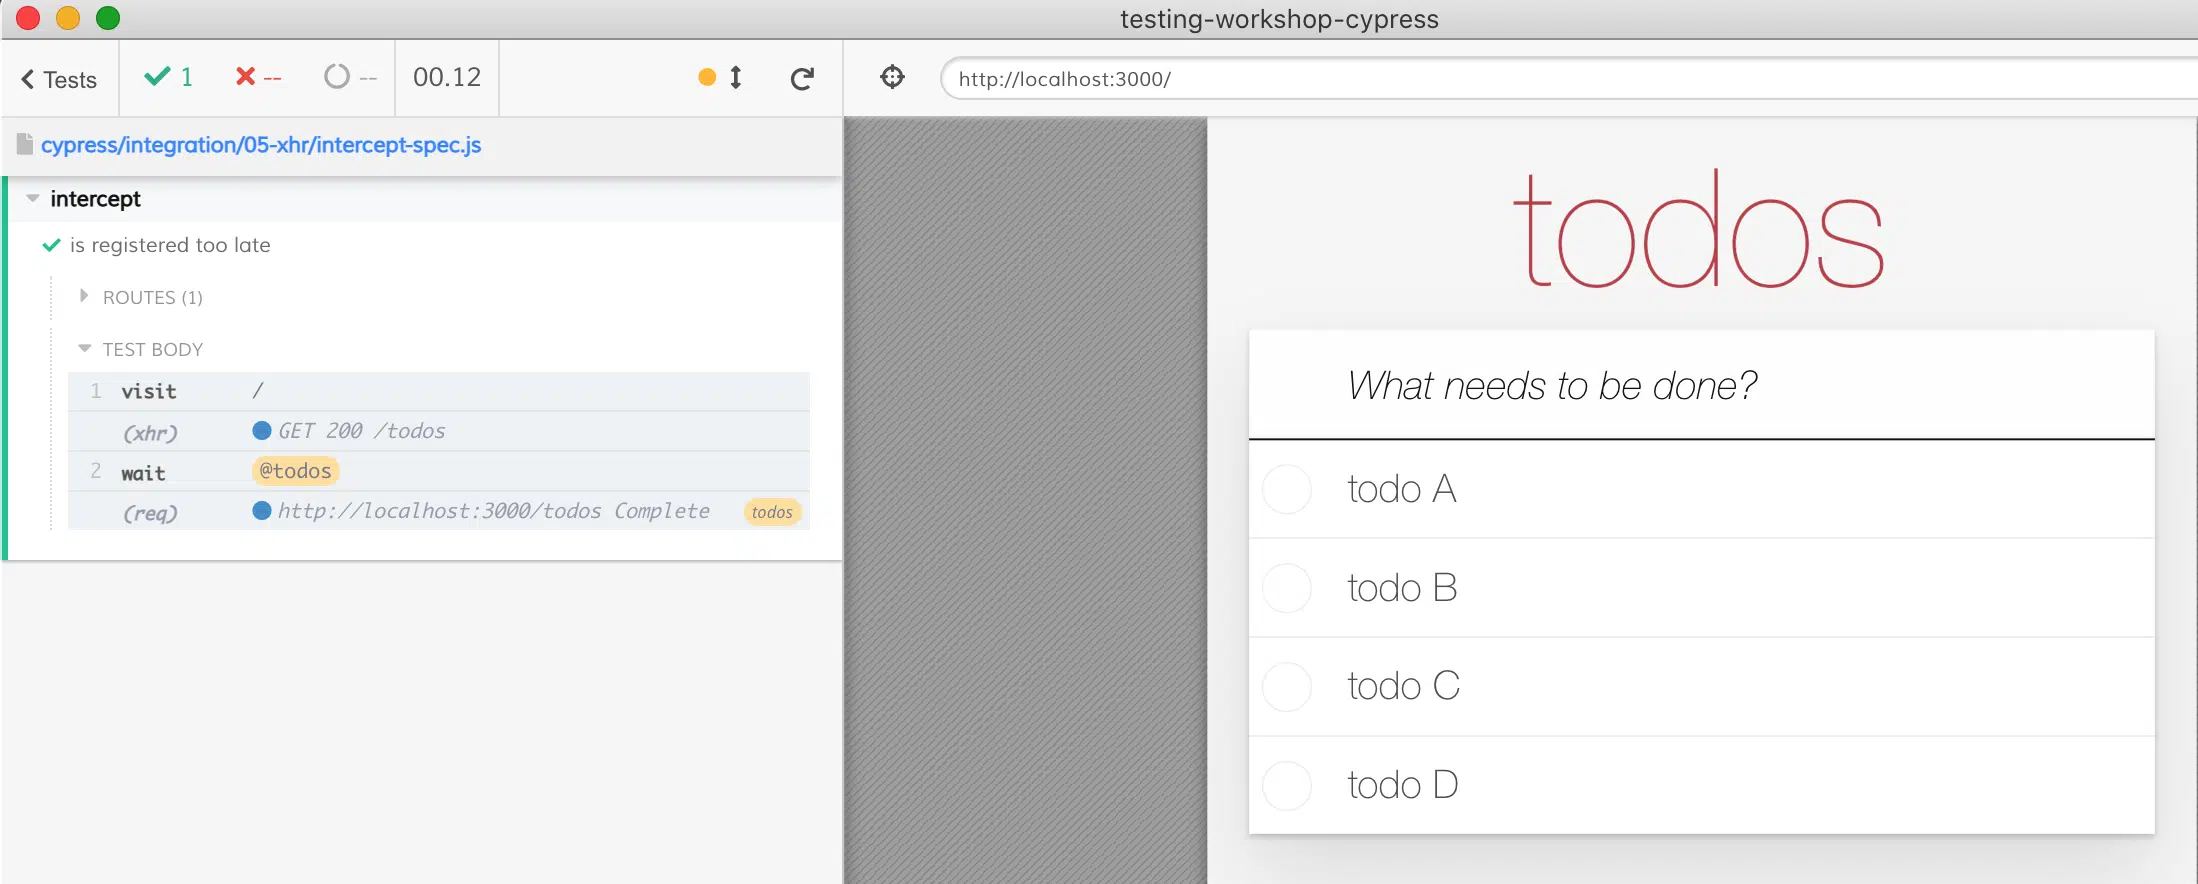 testing-workshop-cypress
Tests 1 -- -- 00.12
http://localhost:3000/
cypress/integration/05-xhr/intercept-spec.js
intercept
is registered too late
ROUTES (1)
TEST BODY
1 visit /
(xhr) GET 200 /todos
2 wait @todos
(req) http://localhost:3000/todos Complete todos
todos
What needs to be done?
todo A
todo B
todo C
todo D